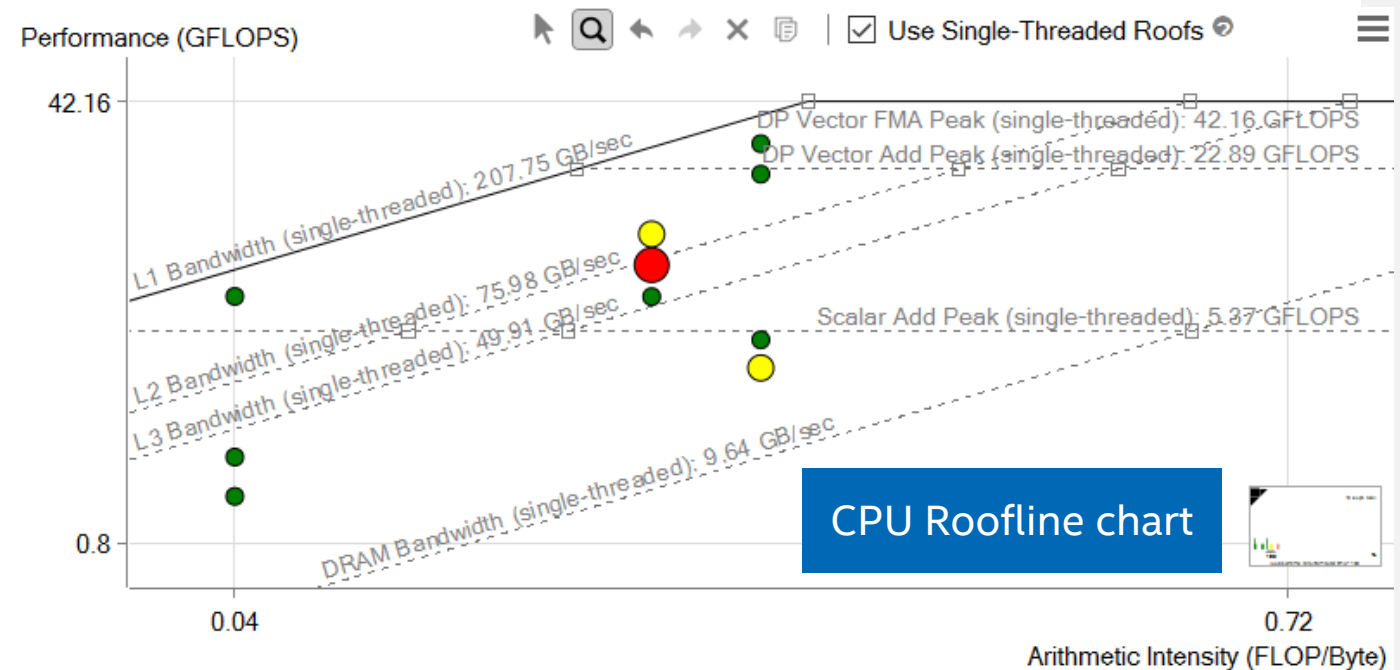 Performance (GFLOPS)
Use Single-Threaded Roofs
42.16
DP Vector FMA Peak (single-threaded): 42.16 GFLOPS
DP Vector Add Peak (single-threaded): 22.89 GFLOPS
L1 Bandwidth (single-threaded): 207.75 GB/sec
L2 Bandwidth (single-threaded): 75.98 GB/sec
L3 Bandwidth (single-threaded): 49.91 GB/sec
Scalar Add Peak (single-threaded): 5.37 GFLOPS
DRAM Bandwidth (single-threaded): 9.64 GB/sec
CPU Roofline chart
0.8
0.04
0.72
Arithmetic Intensity (FLOP/Byte)